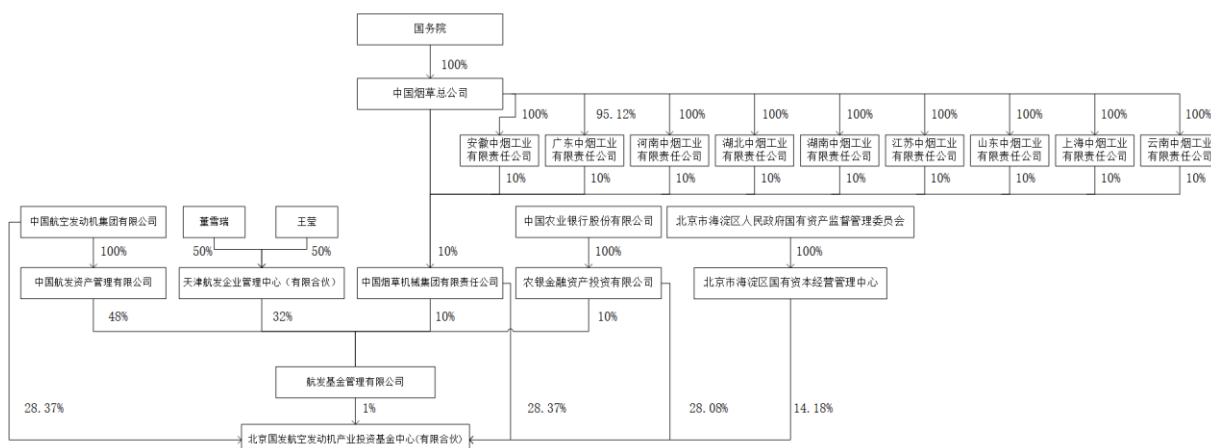 国务院
100%
中国烟草总公司
100%
95.12%
100%
100%
100%
100%
100%
100%
100%
安徽中烟工业
有限责任公司
广东中烟工业
有限责任公司
河南中烟工业
有限责任公司
湖北中烟工业
有限责任公司
湖南中烟工业
有限责任公司
江苏中烟工业
有限责任公司
山东中烟工业
有限责任公司
上海中烟工业
有限责任公司
云南中烟工业
有限责任公司
10%
10%
10%
10%
10%
10%
10%
10%
10%
中国航空发动机集团有限公司
董雪瑞
王莹
中国农业银行股份有限公司
北京市海淀区人民政府国有资产监督管理委员会
100%
50%
50%
10%
100%
100%
中国航发资产管理有限公司
天津航发企业管理中心（有限合伙）
中国烟草机械集团有限责任公司
农银金融资产投资有限公司
北京市海淀区国有资本经营管理中心
48%
32%
10%
10%
航发基金管理有限公司
28.37%
1%
28.37%
28.08%
14.18%
北京国发航空发动机产业投资基金中心(有限合伙)